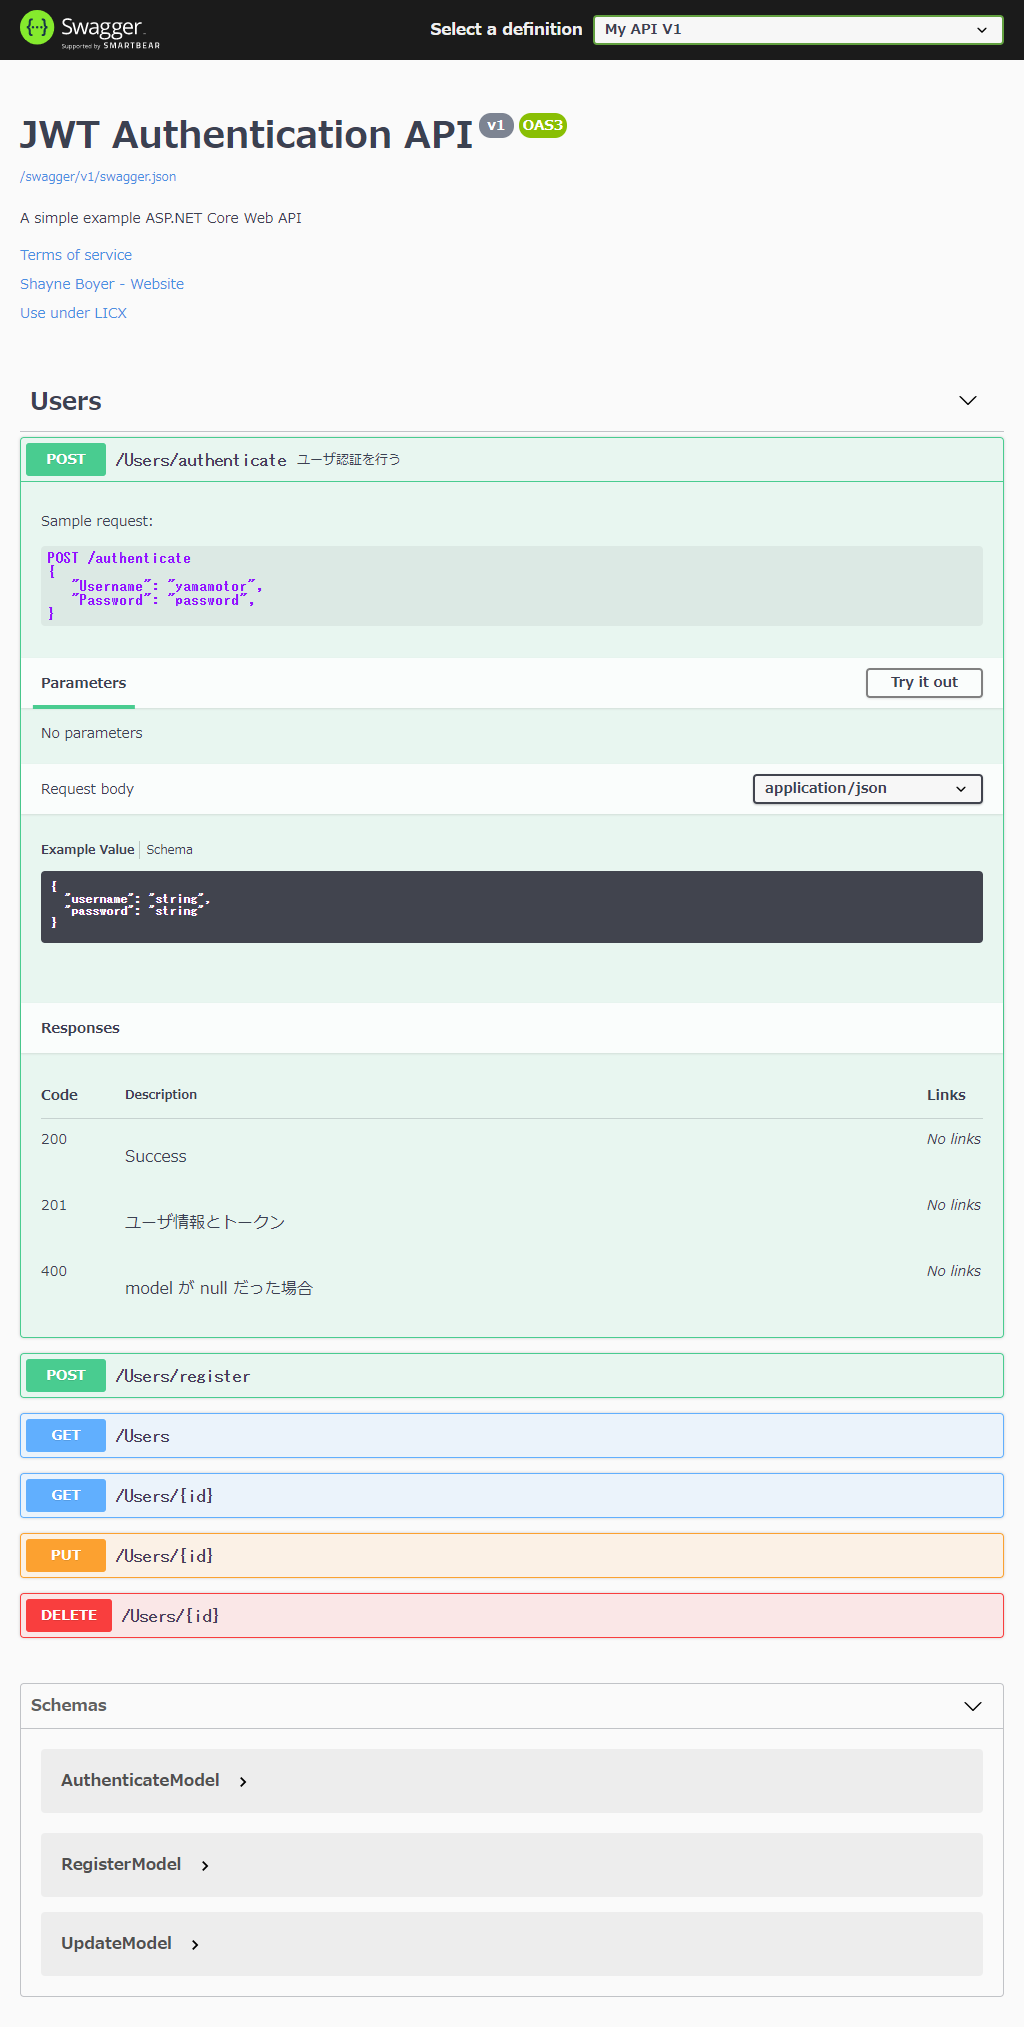 Swagger
Supported by SMARTBEAR
Select a definition
My API V1
JWT Authentication API v1 OAS3
/swagger/v1/swagger.json
A simple example ASP.NET Core Web API
Terms of service
Shayne Boyer - Website
Use under LICX
Users
POST /Users/authenticate ユーザ認証を行う
Sample request:
POST /authenticate
{
"Username": "yamamotor",
"Password": "password",
}
Parameters
Try it out
No parameters
Request body
application/json
Example Value Schema
{
"username": "string",
"password": "string"
}
Responses
Code Description Links
200 No links
Success
201 No links
ユーザ情報とトークン
400 No links
model が null だった場合
POST /Users/register
GET /Users
GET /Users/{id}
PUT /Users/{id}
DELETE /Users/{id}
Schemas
AuthenticateModel
RegisterModel
UpdateModel